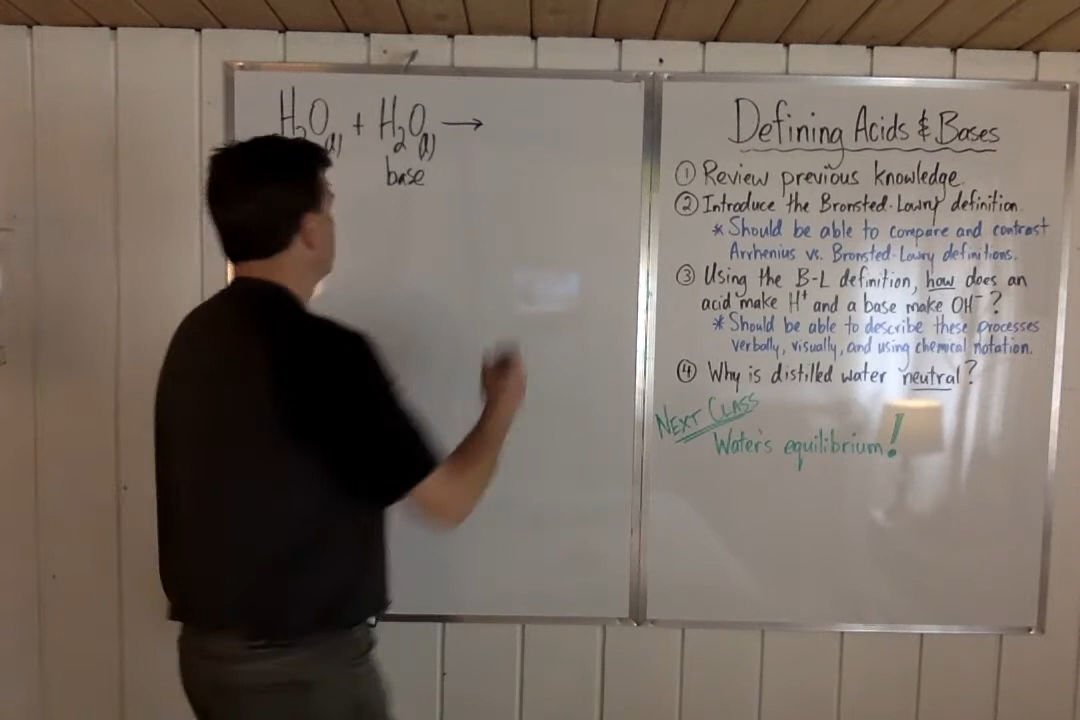 H₂O₍l₎ + H₂O₍l₎ →
base
Defining Acids & Bases
① Review previous knowledge.
② Introduce the Bronsted-Lowry definition
* Should be able to compare and contrast
Arrhenius vs. Bronsted-Lowry definitions.
③ Using the B-L definition, how does an
acid make H⁺ and a base make OH⁻?
* Should be able to describe these processes
verbally, visually, and using chemical notation.
④ Why is distilled water neutral?
NEXT CLASS
Water's equilibrium!